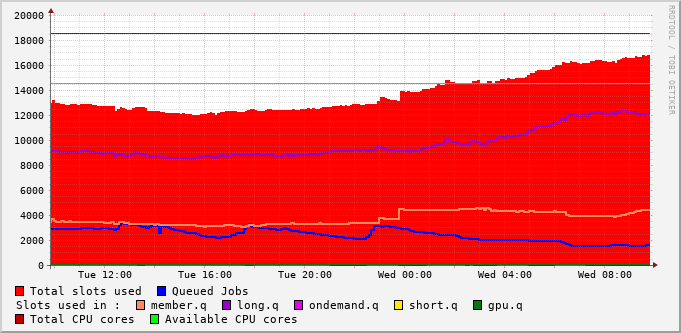 20000
18000
16000
14000
12000
10000
8000
6000
4000
2000
0
Tue 12:00 Tue 16:00 Tue 20:00 Wed 00:00 Wed 04:00 Wed 08:00
Total slots used Queued Jobs
Slots used in : member.q long.q ondemand.q short.q gpu.q
Total CPU cores Available CPU cores
RRDTOOL / TOBI OETIKER